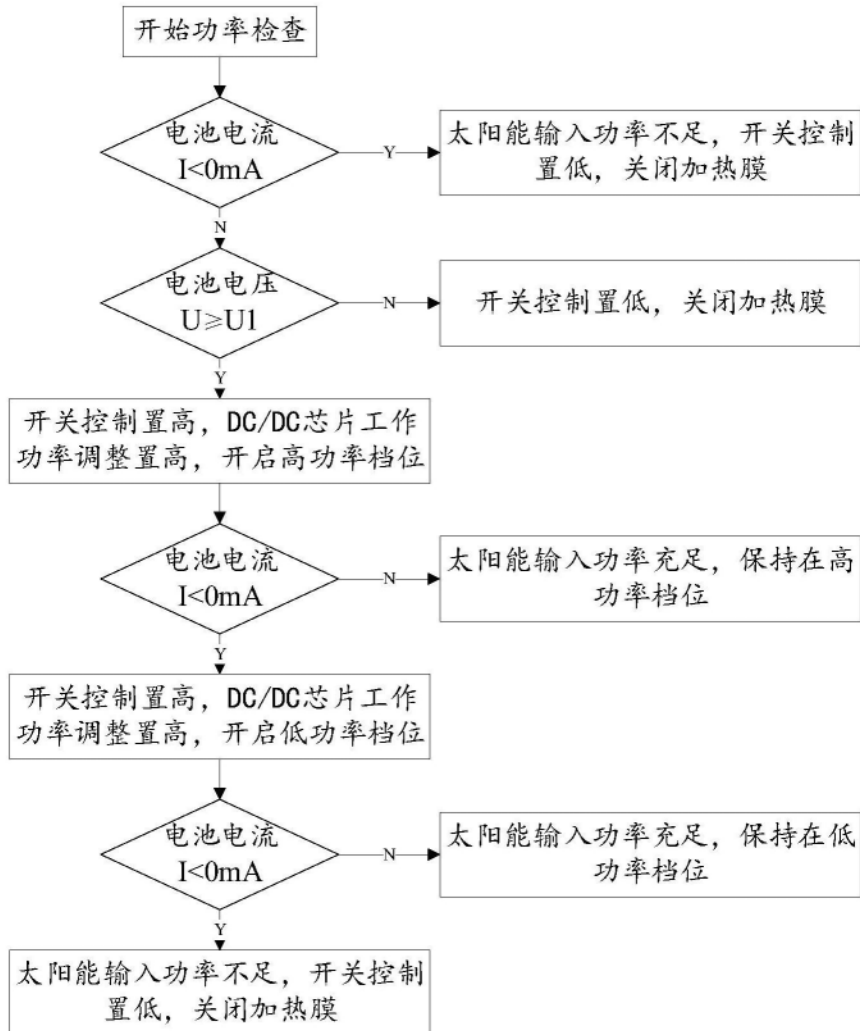 开始功率检查
电池电流
I<0mA
Y
太阳能输入功率不足，开关控制
置低，关闭加热膜
N
电池电压
U≥U1
N
开关控制置低，关闭加热膜
Y
开关控制置高，DC/DC芯片工作
功率调整置高，开启高功率档位
电池电流
I<0mA
N
太阳能输入功率充足，保持在高
功率档位
Y
开关控制置高，DC/DC芯片工作
功率调整置高，开启低功率档位
电池电流
I<0mA
N
太阳能输入功率充足，保持在低
功率档位
Y
太阳能输入功率不足，开关控制
置低，关闭加热膜